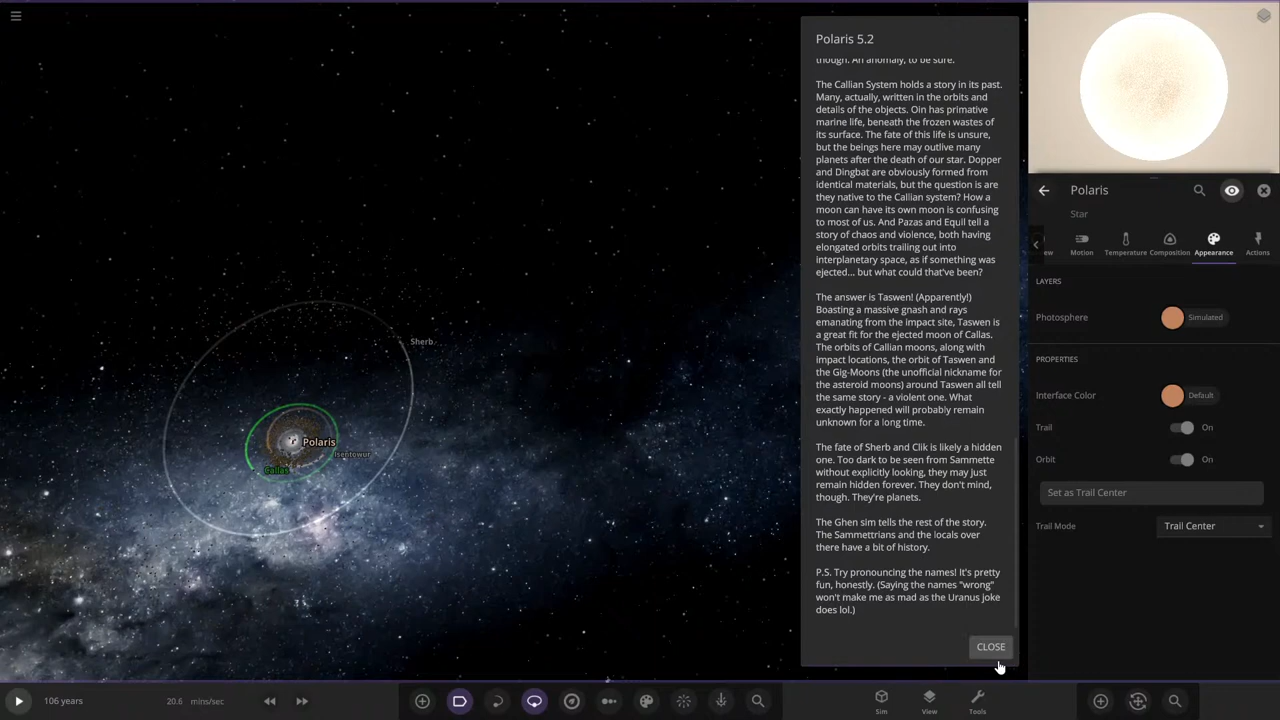 Polaris 5.2
though. An anomaly, to be sure.
The Callian System holds a story in its past.
Many, actually, written in the orbits and
details of the objects. Oin has primative
marine life, beneath the frozen wastes of
its surface. The fate of this life is unsure,
but the beings here may outlive many
planets after the death of our star. Dopper
and Dingbat are obviously formed from
identical materials, but the question is are
they native to the Callian system? How a
moon can have its own moon is confusing
to most of us. And Pazas and Equil tell a
story of chaos and violence, both having
elongated orbits trailing out into
interplanetary space, as if something was
ejected... but what could that've been?
The answer is Taswen! (Apparently!)
Boasting a massive gnash and rays
emanating from the impact site, Taswen is
a great fit for the ejected moon of Callas.
The orbits of Callian moons, along with
impact locations, the orbit of Taswen and
the Gig-Moons (the unofficial nickname for
the asteroid moons) around Taswen all tell
the same story - a violent one. What
exactly happened will probably remain
unknown for a long time.
The fate of Sherb and Clik is likely a hidden
one. Too dark to be seen from Sammette
without explicitly looking, they may just
remain hidden forever. They don't mind,
though. They're planets.
The Ghen sim tells the rest of the story.
The Sammettrians and the locals over
there have a bit of history.
P.S. Try pronouncing the names! It's pretty
fun, honestly. (Saying the names "wrong"
won't make me as mad as the Uranus joke
does lol.)
CLOSE
Sherb
Polaris
Isentowur
Callas
Polaris
Star
ew
Motion
Temperature
Composition
Appearance
Actions
LAYERS
Photosphere
Simulated
PROPERTIES
Interface Color
Default
Trail
On
Orbit
On
Set as Trail Center
Trail Mode
Trail Center
106 years
20.6 mins/sec
Sim
View
Tools